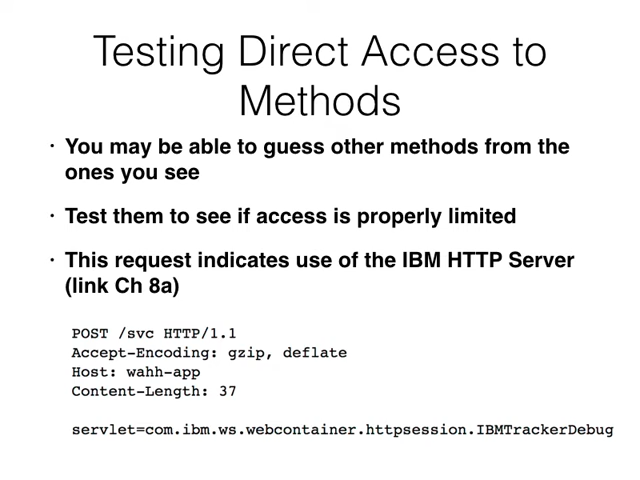 Testing Direct Access to
Methods
• You may be able to guess other methods from the
ones you see
• Test them to see if access is properly limited
• This request indicates use of the IBM HTTP Server
(link Ch 8a)
POST /svc HTTP/1.1
Accept-Encoding: gzip, deflate
Host: wahh-app
Content-Length: 37
servlet=com.ibm.ws.webcontainer.httpsession.IBMTrackerDebug